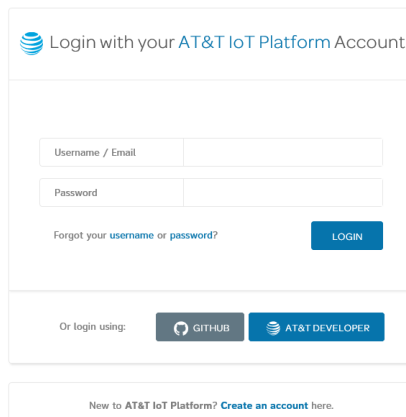 Login with your AT&T IoT Platform Account
Username / Email
Password
Forgot your username or password?
LOGIN
Or login using:
GITHUB
AT&T DEVELOPER
New to AT&T IoT Platform? Create an account here.